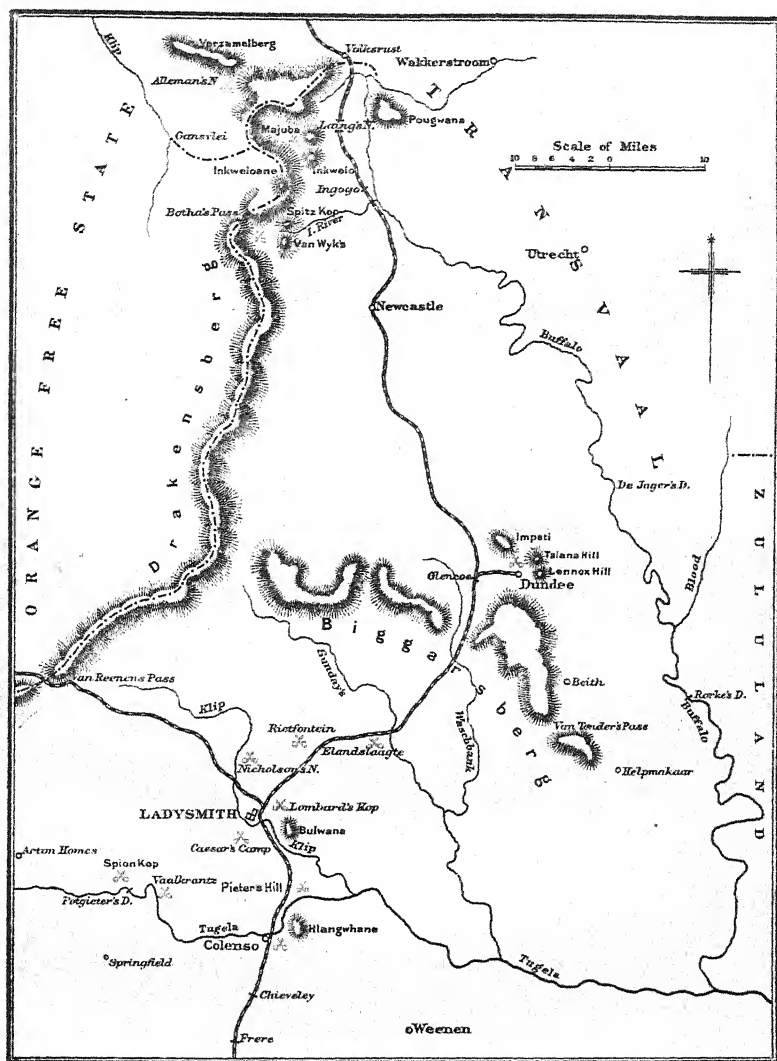 Klip
Verzamelberg
Volksrust
Wakkerstroom
Alleman's N.
TRANSVAAL
Pougwana
Gansvlei
Majuba
Laing's N.
Scale of Miles
10 5 0 10
Inkweloane
Inkwelo
Ingogo
Botha's Pass
Spitz Kop
I. River
Van Wyk's
Utrecht
ORANGE FREE STATE
Drakensberg
Newcastle
Buffalo
De Jager's D.
ZULULAND
Impati
Talana Hill
Lennox Hill
Glencoe
Dundee
Blood
Biggarsberg
Sunday's
an Reenens Pass
Beith
Klip
Rorke's D.
Buffalo
Rietfontein
Waschbank
Van Tonder's Pass
Elandslaagte
Nicholson's N.
Helpmakaar
LADYSMITH
Lombard's Kop
Bulwana
Acton Homes
Caesar's Camp
Klip
Spion Kop
Vaalkrantz
Pieters Hill
Potgieter's D.
Tugela
Hlangwhane
Colenso
Springfield
Tugela
Chieveley
Weenen
Frere